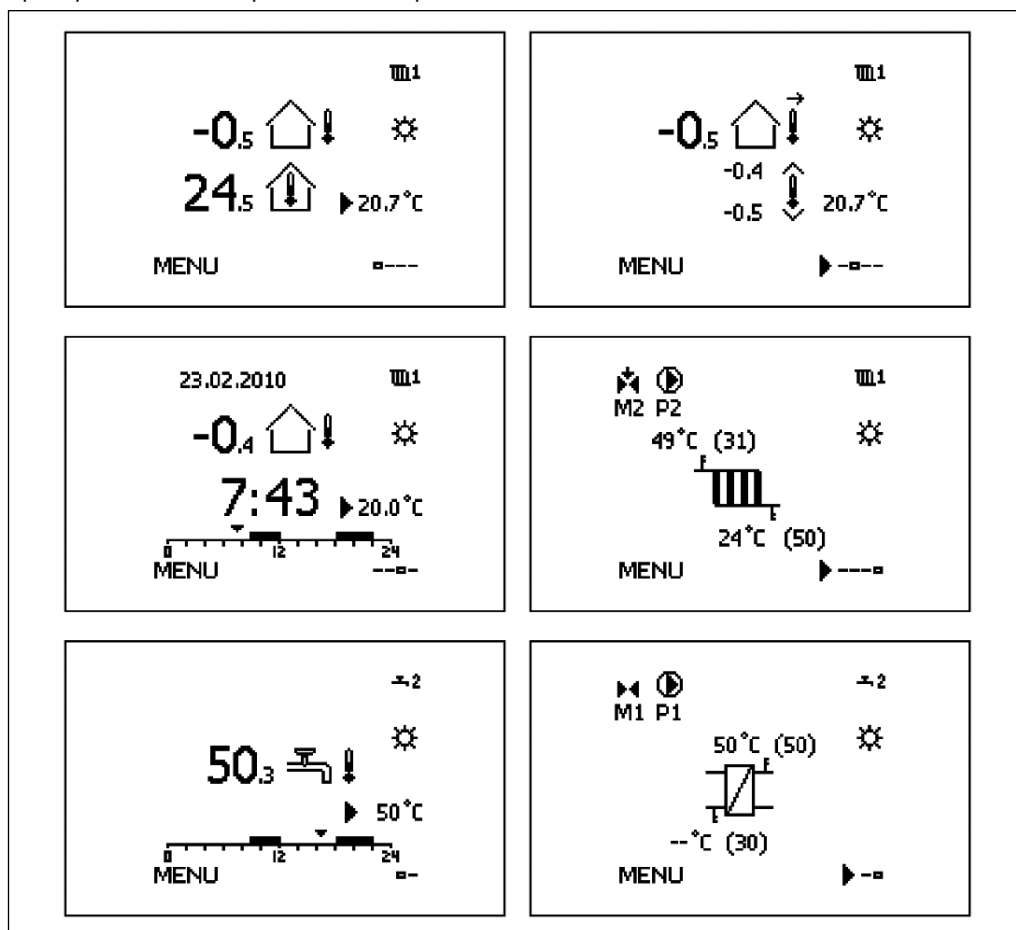 1
-0.5
24.5
20.7°C
MENU
1
-0.5
-0.4
-0.5
20.7°C
MENU
23.02.2010
1
-0.4
7:43
20.0°C
0 12 24
MENU
1
M2 P2
49°C (31)
24°C (50)
MENU
2
50.3
50°C
0 12 24
MENU
2
M1 P1
50°C (50)
--°C (30)
MENU